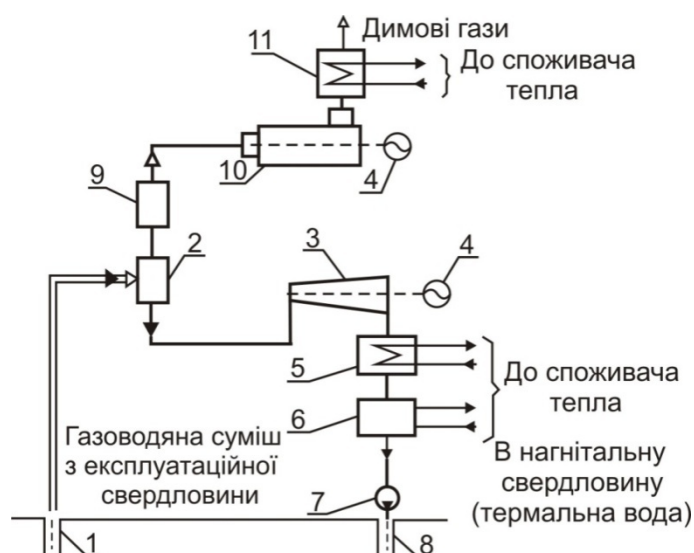 Димові гази
11
До споживача
тепла
10
4
9
2
3
4
5
До споживача
тепла
6
Газоводяна суміш
з експлуатаційної
свердловини
В нагнітальну
свердловину
(термальна вода)
7
1
8